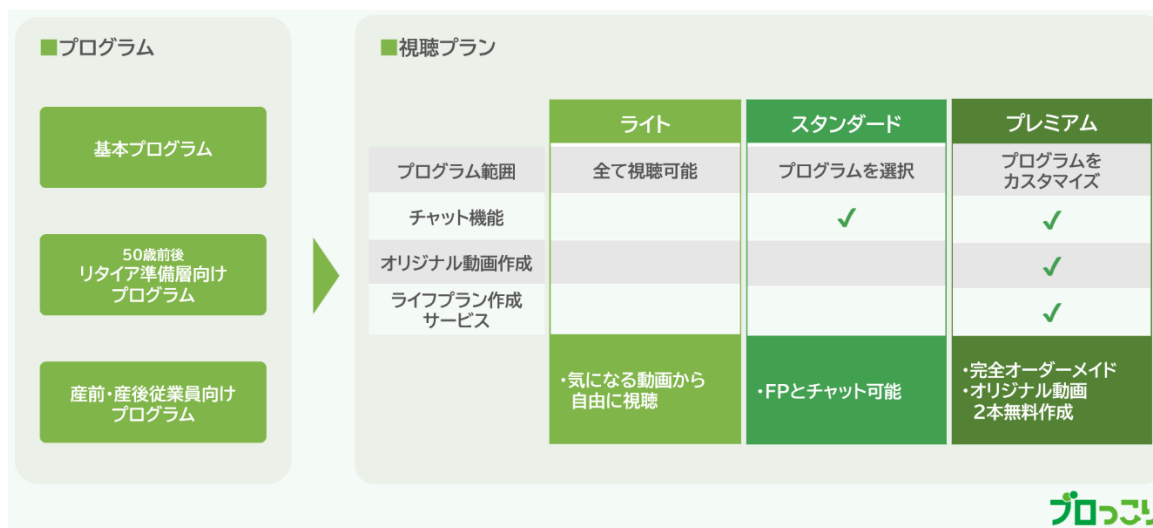 ■プログラム
基本プログラム
50歳前後
リタイア準備層向け
プログラム
産前・産後従業員向け
プログラム
■視聴プラン
ライト
スタンダード
プレミアム
プログラム範囲
全て視聴可能
プログラムを選択
プログラムを
カスタマイズ
チャット機能
✓
✓
オリジナル動画作成
✓
ライフプラン作成
サービス
✓
・気になる動画から
自由に視聴
・FPとチャット可能
・完全オーダーメイド
・オリジナル動画
2本無料作成
プロっこり